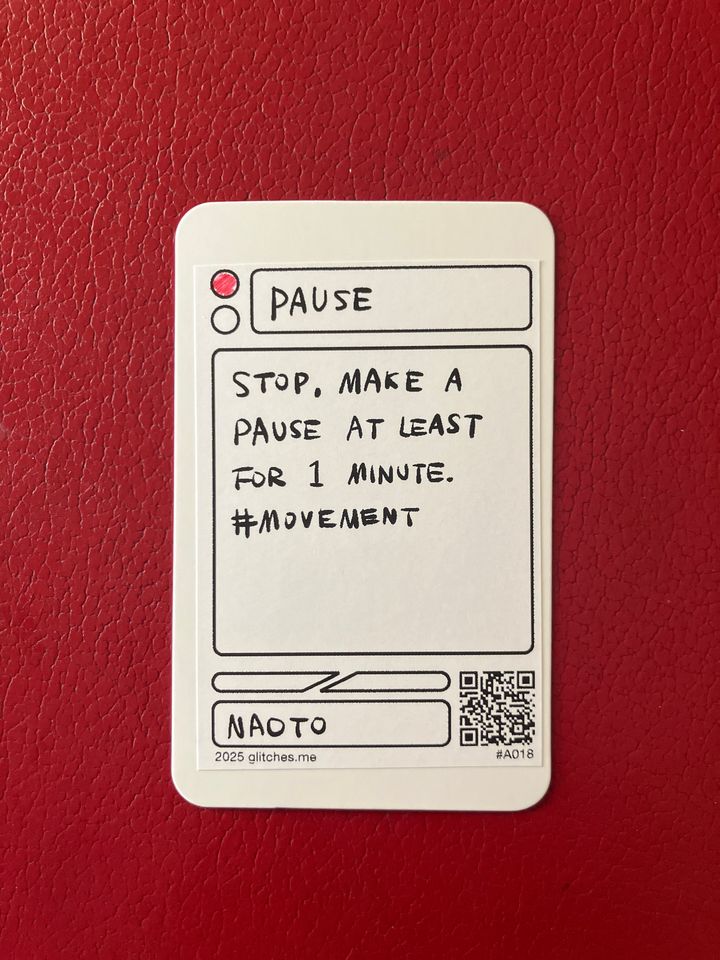 PAUSE
STOP, MAKE A
PAUSE AT LEAST
FOR 1 MINUTE.
#MOVEMENT
NAOTO
2025 glitches.me
#A018